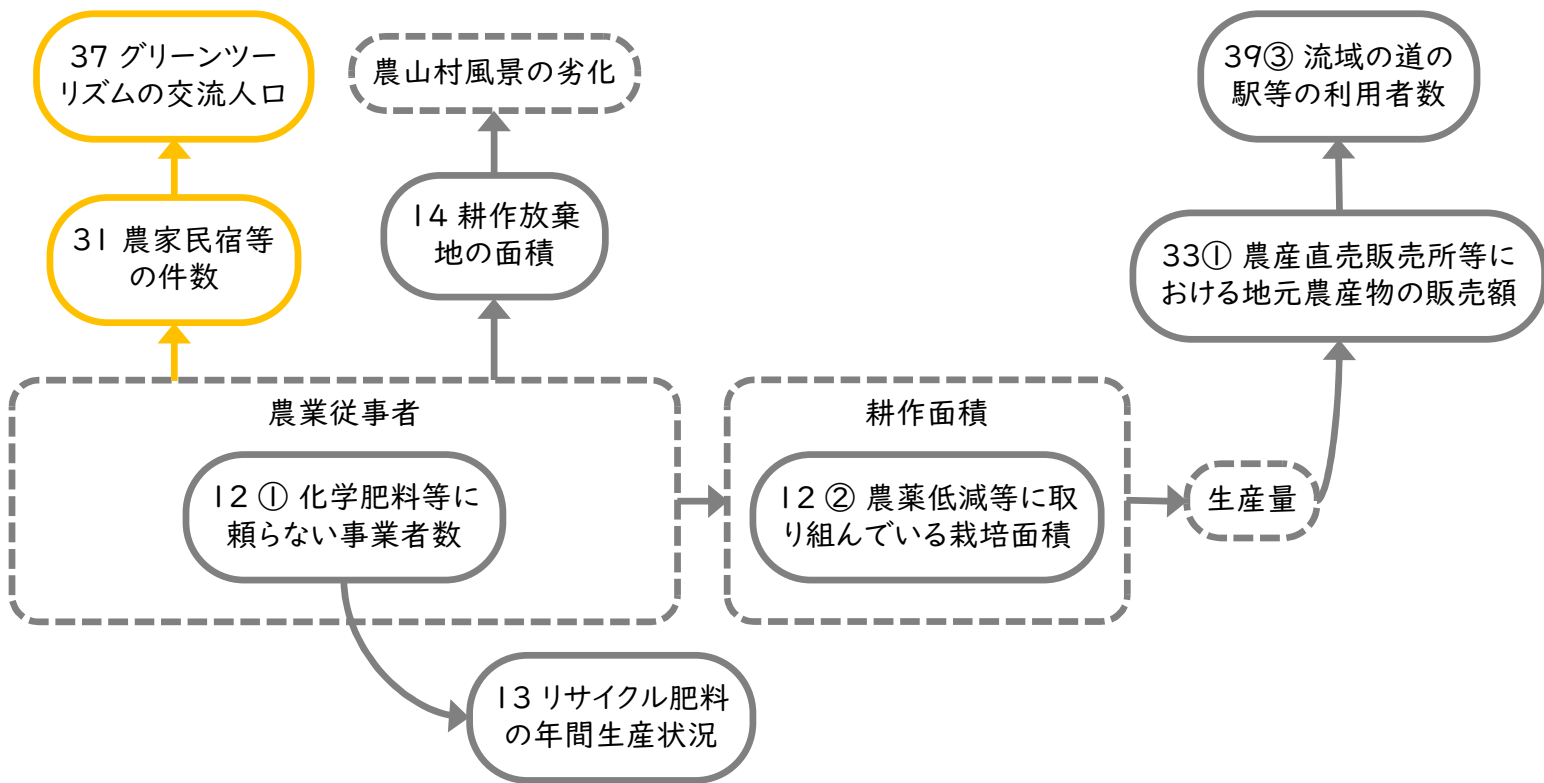 37 グリーンツー
リズムの交流人口
農山村風景の劣化
39③ 流域の道の
駅等の利用者数
31 農家民宿等
の件数
14 耕作放棄
地の面積
33① 農産直売販売所等に
おける地元農産物の販売額
農業従事者
12 ① 化学肥料等に
頼らない事業者数
耕作面積
12 ② 農薬低減等に取
り組んでいる栽培面積
生産量
13 リサイクル肥料
の年間生産状況